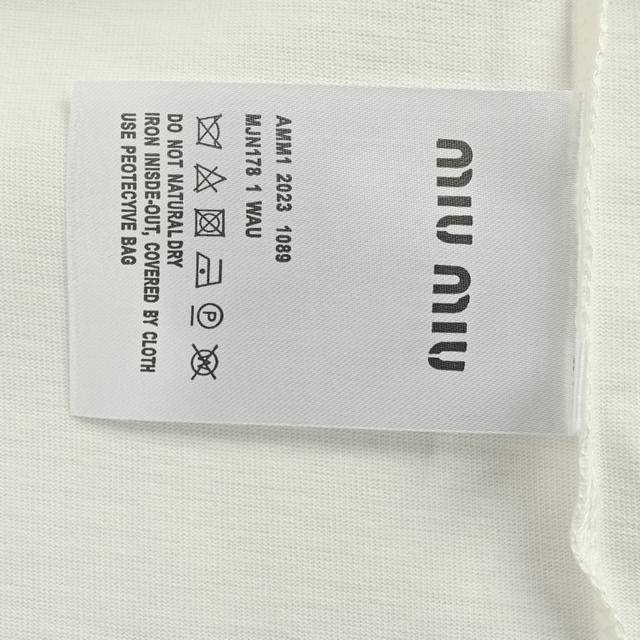 MIU MIU
AMM1 2023 1089
MJN178 1 WAU
P
W
DO NOT NATURAL DRY
IRON INISDE-OUT, COVERED BY CLOTH
USE PEOTECYIVE BAG